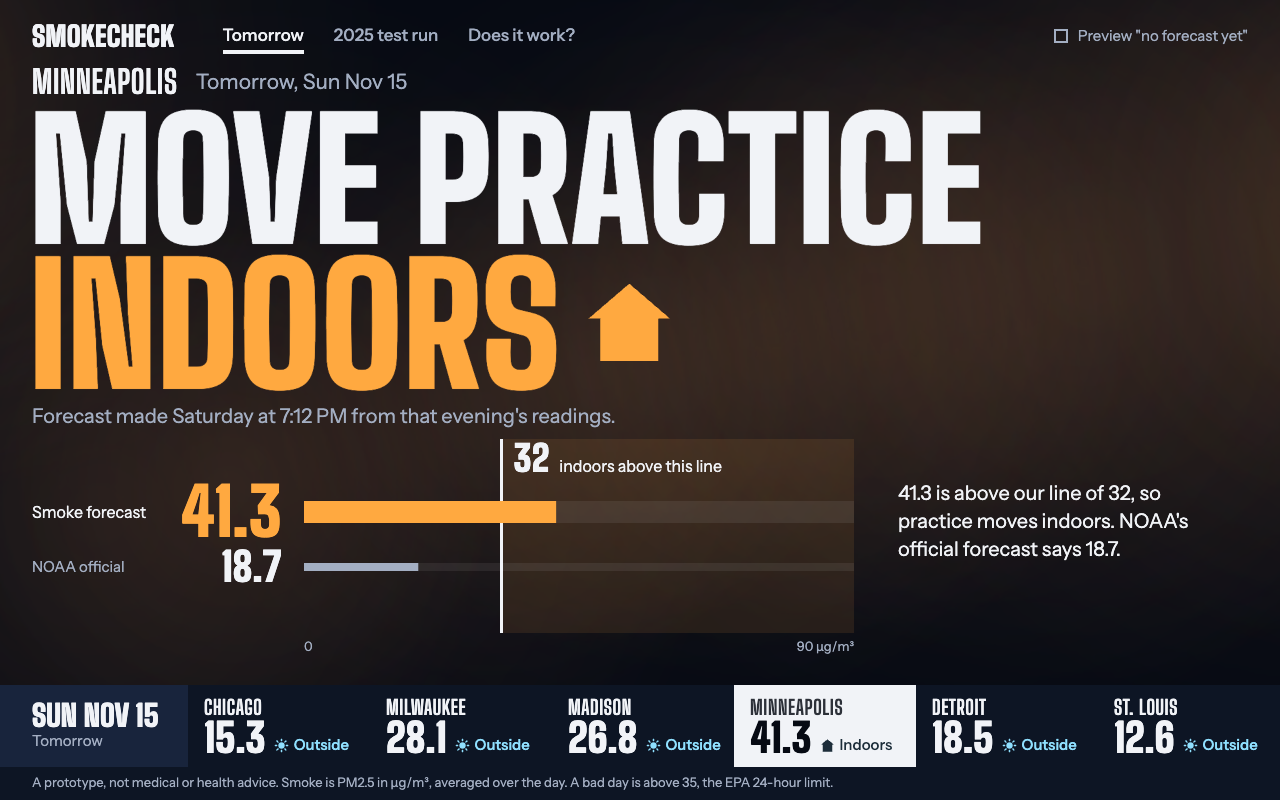 SMOKECHECK Tomorrow 2025 test run Does it work? Preview "no forecast yet"
MINNEAPOLIS Tomorrow, Sun Nov 15
MOVE PRACTICE
INDOORS
Forecast made Saturday at 7:12 PM from that evening's readings.
32 indoors above this line
Smoke forecast 41.3
NOAA official 18.7
0 90 µg/m³
41.3 is above our line of 32, so
practice moves indoors. NOAA's
official forecast says 18.7.
SUN NOV 15
Tomorrow
CHICAGO
15.3 Outside
MILWAUKEE
28.1 Outside
MADISON
26.8 Outside
MINNEAPOLIS
41.3 Indoors
DETROIT
18.5 Outside
ST. LOUIS
12.6 Outside
A prototype, not medical or health advice. Smoke is PM2.5 in µg/m³, averaged over the day. A bad day is above 35, the EPA 24-hour limit.